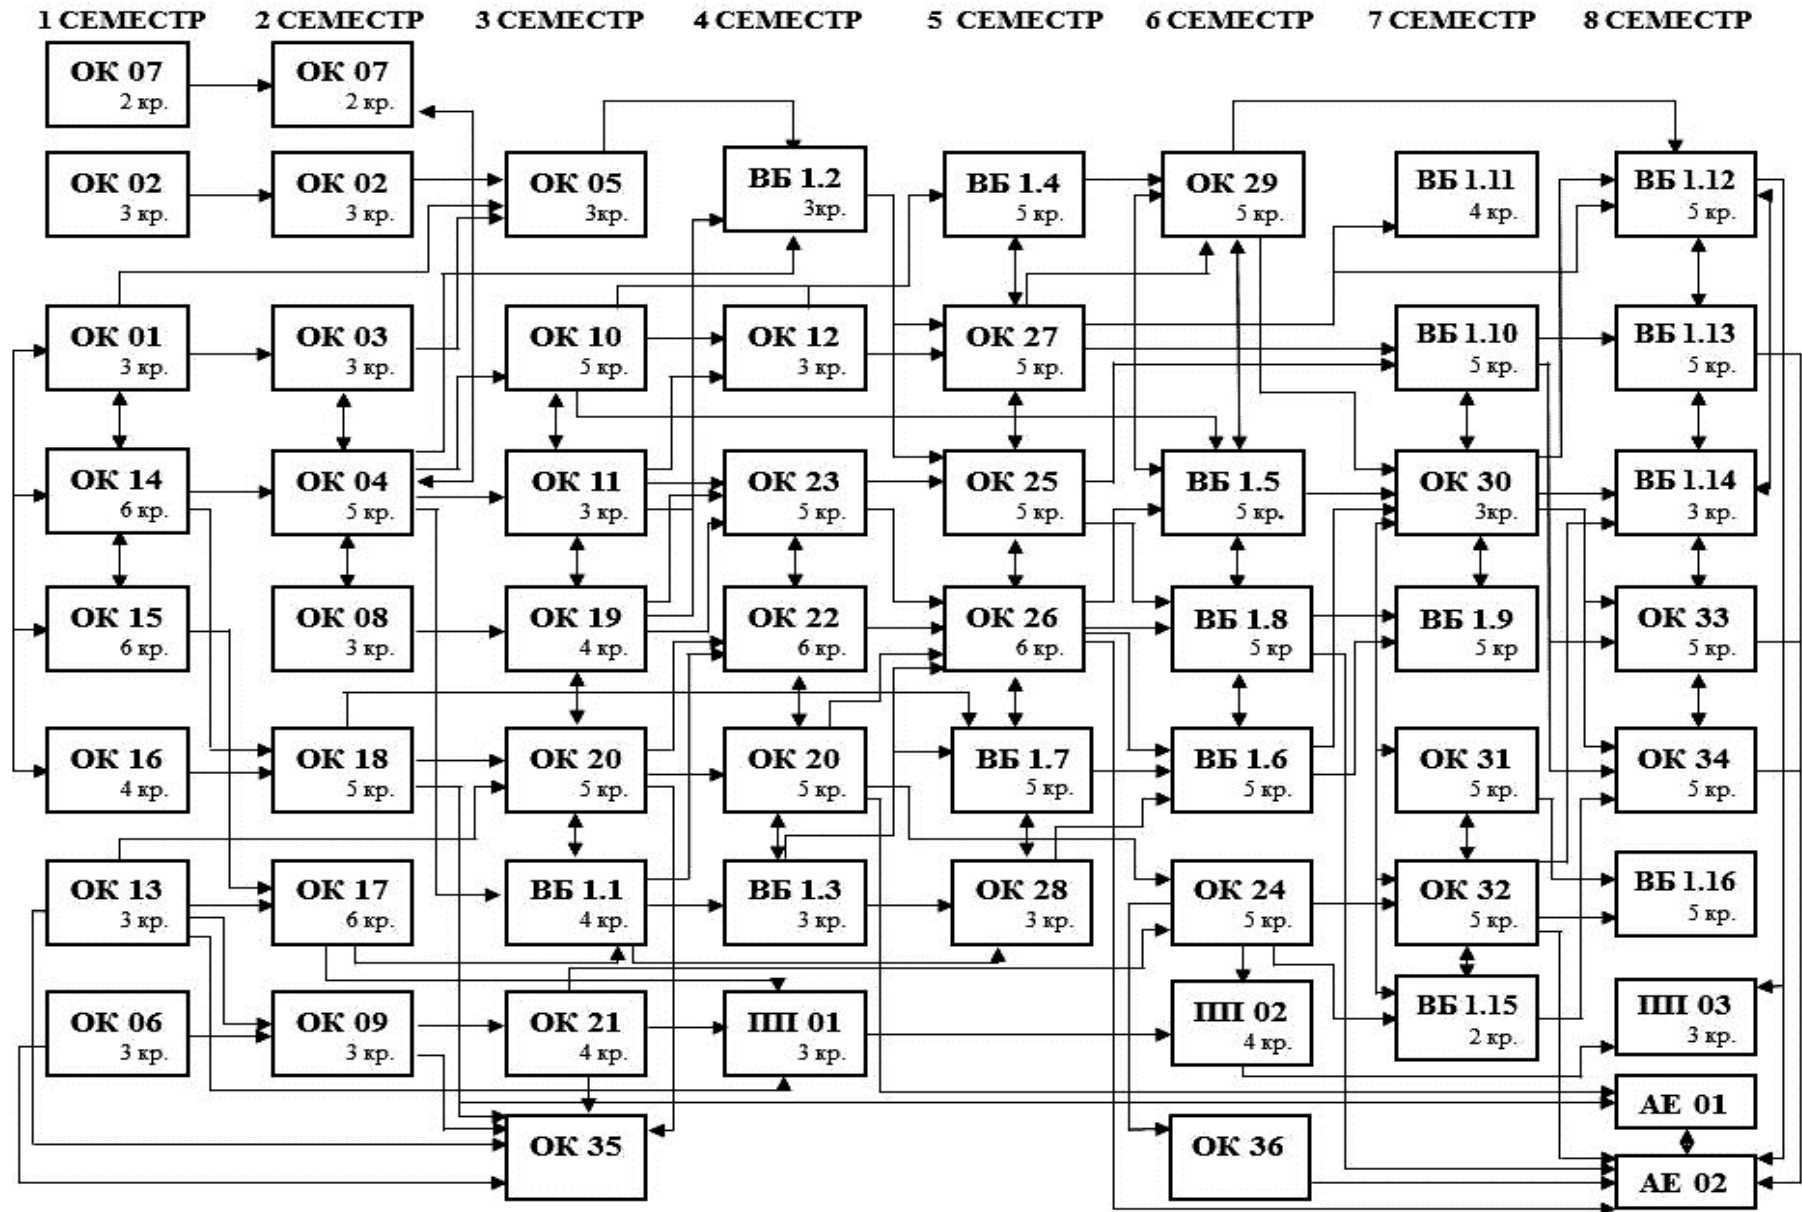 1 СЕМЕСТР 2 СЕМЕСТР 3 СЕМЕСТР 4 СЕМЕСТР 5 СЕМЕСТР 6 СЕМЕСТР 7 СЕМЕСТР 8 СЕМЕСТР
ОК 07
2 кр.
ОК 07
2 кр.
ОК 02
3 кр.
ОК 02
3 кр.
ОК 05
3кр.
ВБ 1.2
3кр.
ВБ 1.4
5 кр.
ОК 29
5 кр.
ВБ 1.11
4 кр.
ВБ 1.12
5 кр.
ОК 01
3 кр.
ОК 03
3 кр.
ОК 10
5 кр.
ОК 12
3 кр.
ОК 27
5 кр.
ВБ 1.10
5 кр.
ВБ 1.13
5 кр.
ОК 14
6 кр.
ОК 04
5 кр.
ОК 11
3 кр.
ОК 23
5 кр.
ОК 25
5 кр.
ВБ 1.5
5 кр.
ОК 30
3кр.
ВБ 1.14
3 кр.
ОК 15
6 кр.
ОК 08
3 кр.
ОК 19
4 кр.
ОК 22
6 кр.
ОК 26
6 кр.
ВБ 1.8
5 кр
ВБ 1.9
5 кр
ОК 33
5 кр.
ОК 16
4 кр.
ОК 18
5 кр.
ОК 20
5 кр.
ОК 20
5 кр.
ВБ 1.7
5 кр.
ВБ 1.6
5 кр.
ОК 31
5 кр.
ОК 34
5 кр.
ОК 13
3 кр.
ОК 17
6 кр.
ВБ 1.1
4 кр.
ВБ 1.3
3 кр.
ОК 28
3 кр.
ОК 24
5 кр.
ОК 32
5 кр.
ВБ 1.16
5 кр.
ОК 06
3 кр.
ОК 09
3 кр.
ОК 21
4 кр.
ПП 01
3 кр.
ПП 02
4 кр.
ВБ 1.15
2 кр.
ПП 03
3 кр.
АЕ 01
ОК 35
ОК 36
АЕ 02